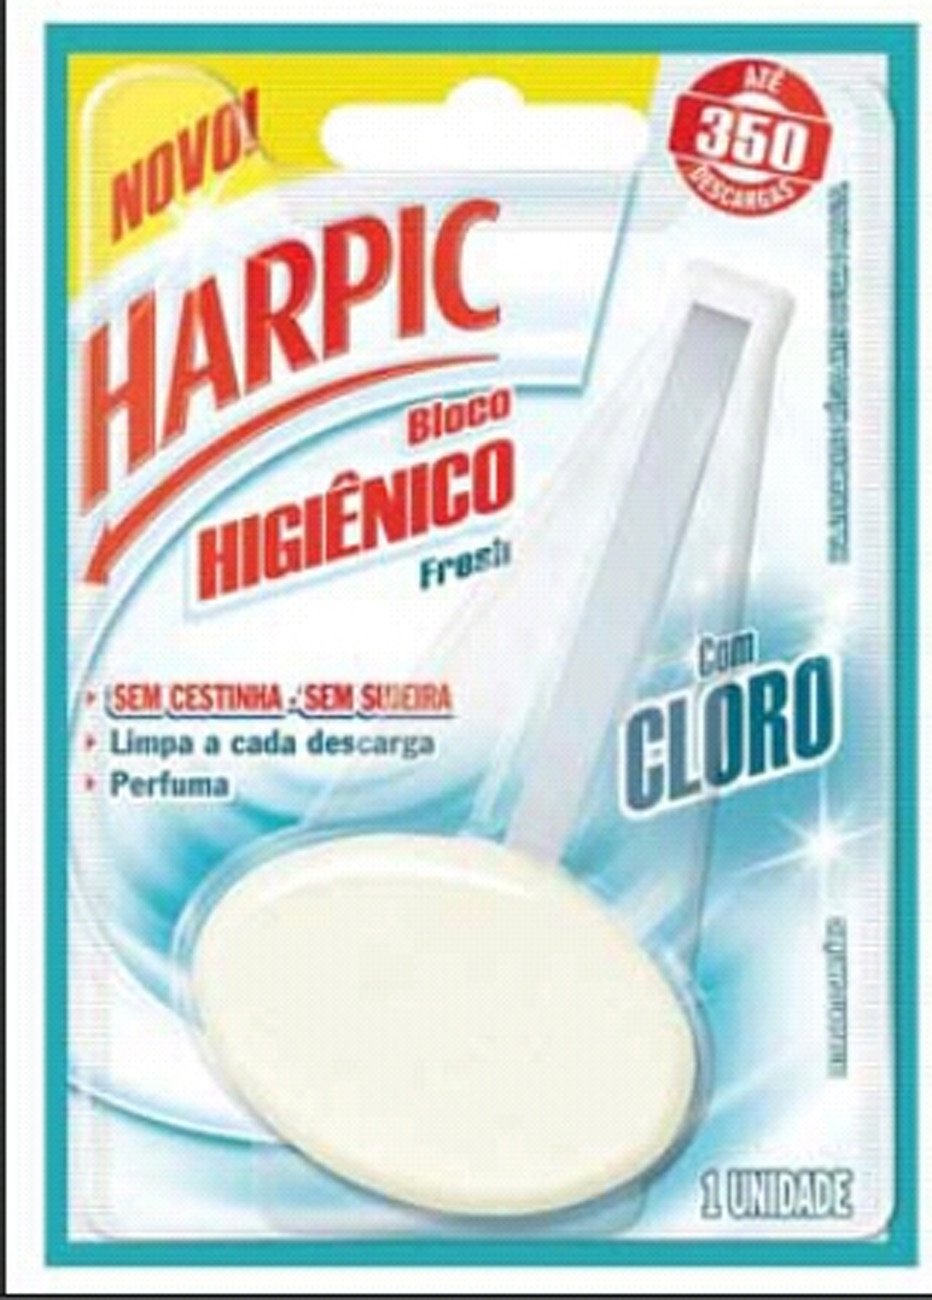 NOVO!
ATÉ
350
DESCARGAS
HARPIC
Bloco
HIGIÊNICO
Fresh
SEM CESTINHA - SEM SUJEIRA
Limpa a cada descarga
Perfuma
Com
CLORO
1 UNIDADE